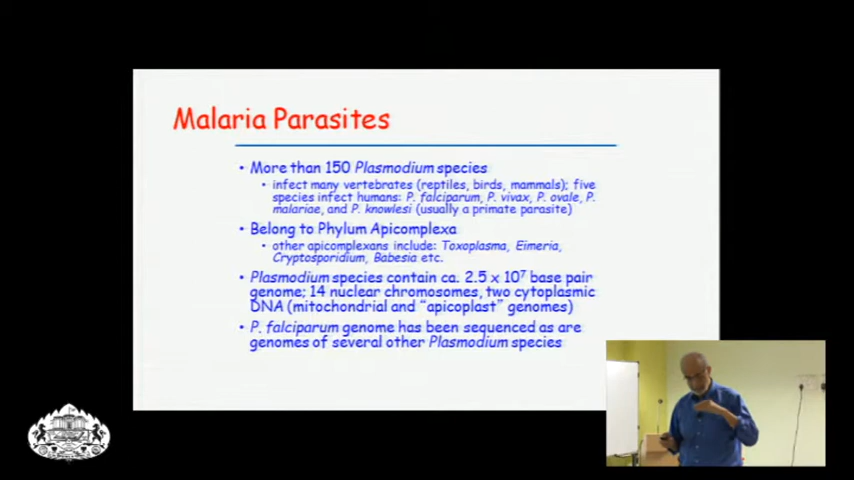 Malaria Parasites
• More than 150 Plasmodium species
• infect many vertebrates (reptiles, birds, mammals); five
species infect humans: P. falciparum, P. vivax, P. ovale, P.
malariae, and P. knowlesi (usually a primate parasite)
• Belong to Phylum Apicomplexa
• other apicomplexans include: Toxoplasma, Eimeria,
Cryptosporidium, Babesia etc.
• Plasmodium species contain ca. 2.5 x 10⁷ base pair
genome; 14 nuclear chromosomes, two cytoplasmic
DNA (mitochondrial and “apicoplast” genomes)
• P. falciparum genome has been sequenced as are
genomes of several other Plasmodium species